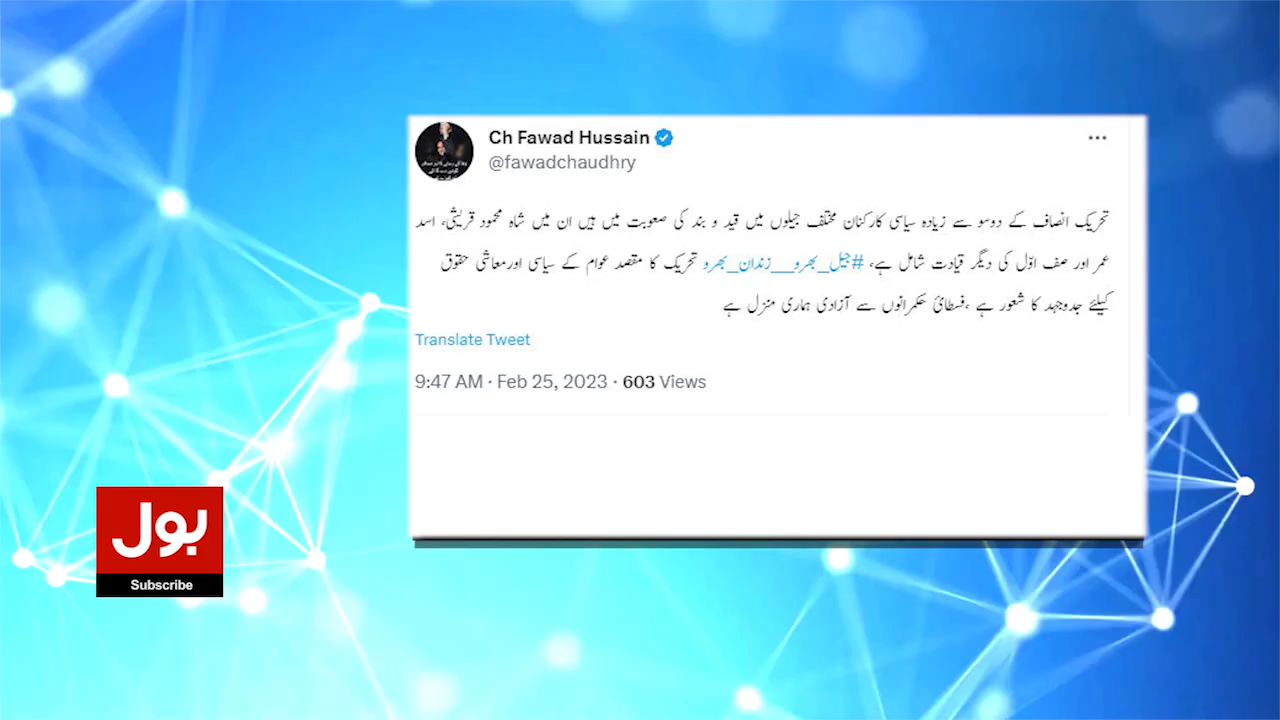 Ch Fawad Hussain
@fawadchaudhry
تحریک انصاف کے دوسو سے زیادہ سیاسی کارکنان مختلف جیلوں میں قید و بند کی صعوبت میں ہیں ان میں شاہ محمود قریشی، اسد
عمر اور صف اوّل کی دیگر قیادت شامل ہے، #جیل_بھرو__زندان_بھرو تحریک کا مقصد عوام کے سیاسی اورمعاشی حقوق
کیلئے جدوجہد کا شعور ہے ،فسطائ حکمرانوں سے آزادی ہماری منزل ہے
Translate Tweet
9:47 AM · Feb 25, 2023 · 603 Views
بول
Subscribe